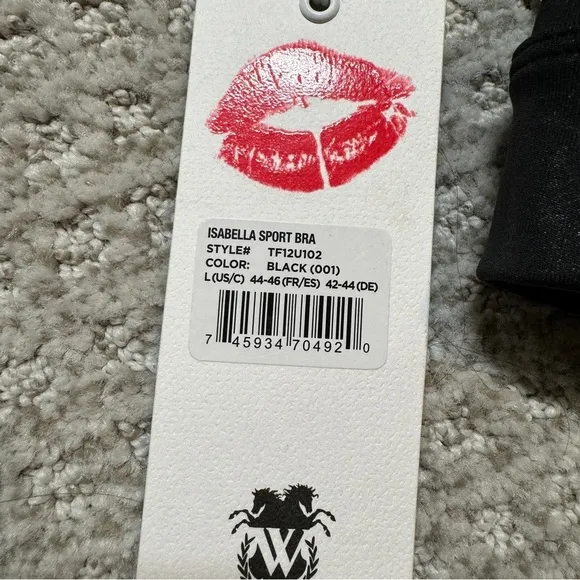 ISABELLA SPORT BRA
STYLE# TF12U102
COLOR: BLACK (001)
L(US/C) 44-46(FR/ES) 42-44(DE)
7 45934 70492 0
W